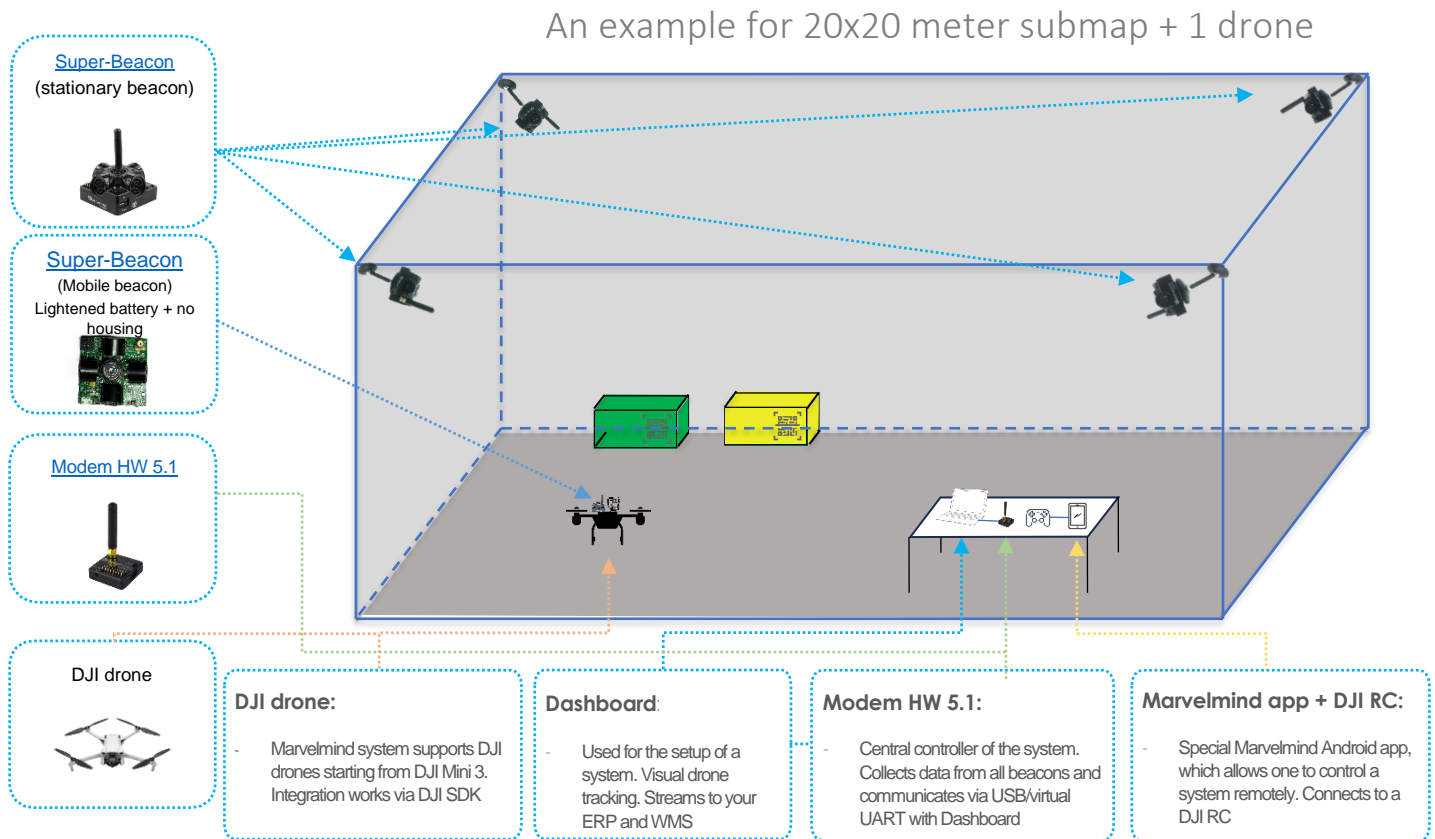 An example for 20x20 meter submap + 1 drone
Super-Beacon
(stationary beacon)
Super-Beacon
(Mobile beacon)
Lightened battery + no
housing
Modem HW 5.1
DJI drone
DJI drone:
- Marvelmind system supports DJI
drones starting from DJI Mini 3.
Integration works via DJI SDK
Dashboard:
- Used for the setup of a
system. Visual drone
tracking. Streams to your
ERP and WMS
Modem HW 5.1:
- Central controller of the system.
Collects data from all beacons and
communicates via USB/virtual
UART with Dashboard
Marvelmind app + DJI RC:
- Special Marvelmind Android app,
which allows one to control a
system remotely. Connects to a
DJI RC